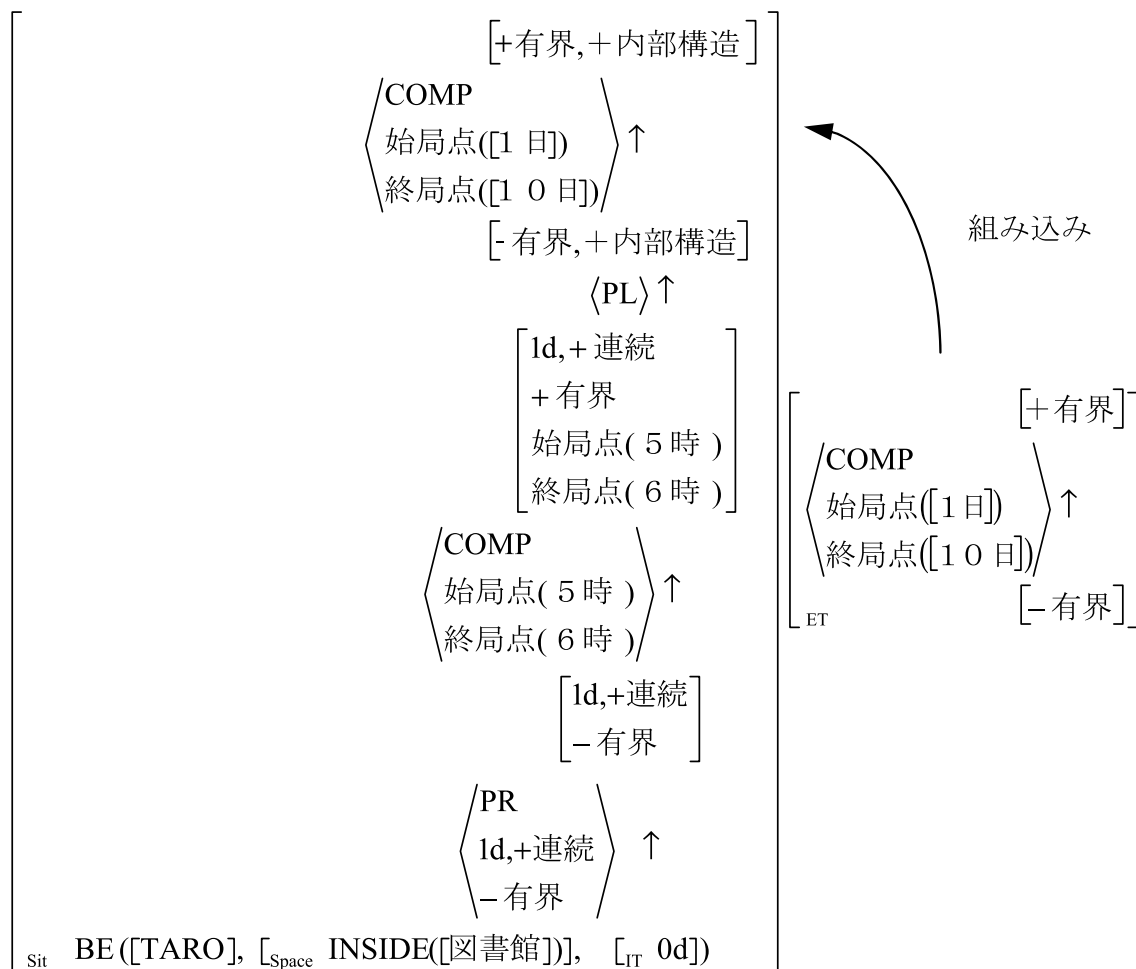 [+有界,＋内部構造]
⟨COMP
始局点([1 日])
終局点([1 0 日])⟩↑
[- 有界,＋内部構造]
⟨PL⟩↑
[1d,+ 連続
+ 有界
始局点( 5 時 )
終局点( 6 時 )]
⟨COMP
始局点( 5 時 )
終局点( 6 時 )⟩↑
[1d,+連続
– 有界]
⟨PR
1d,+連続
– 有界⟩ ↑
Sit BE([TARO], [Space INSIDE([図書館])], [IT 0d])
組み込み
[＋有界]
⟨COMP
始局点([1 日])
終局点([1 0 日])⟩↑
[– 有界]
ET